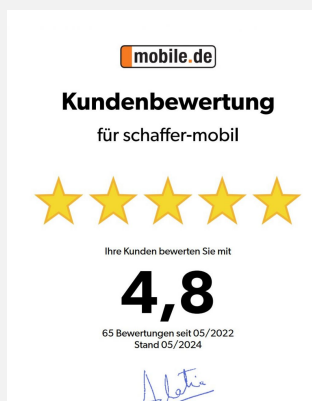 mobile.de
Kundenbewertung
für schaffer-mobil
Ihre Kunden bewerten Sie mit
4,8
65 Bewertungen seit 05/2022
Stand 05/2024